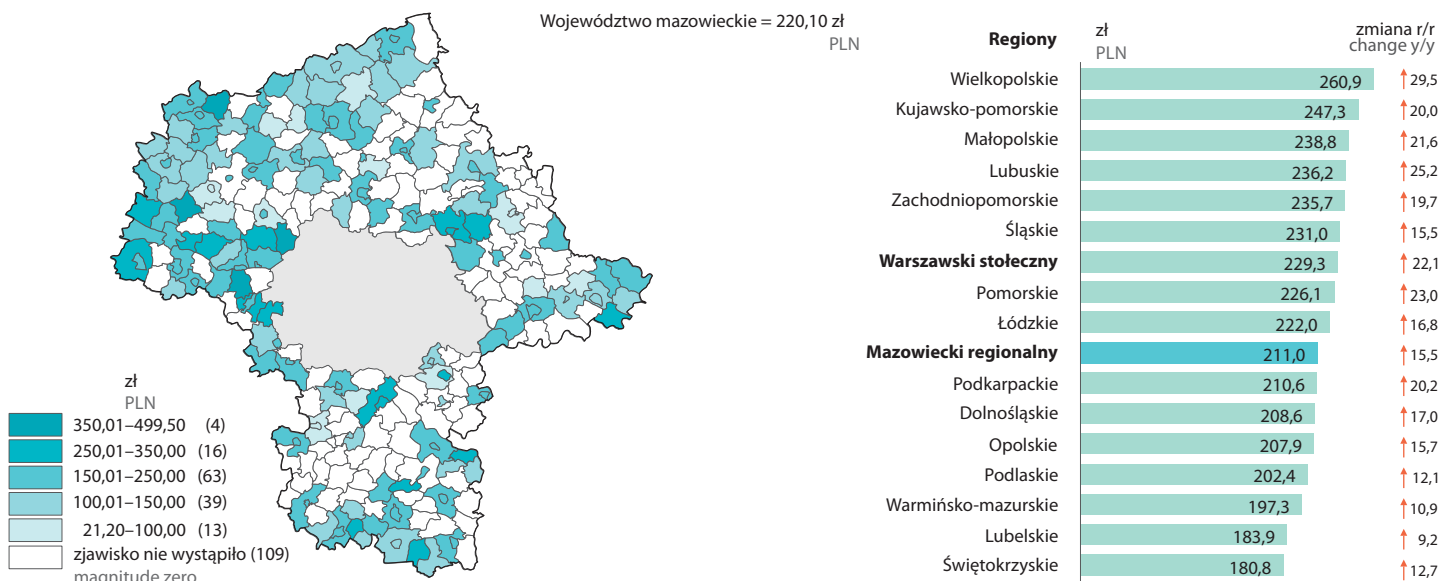 Województwo mazowieckie = 220,10 zł
PLN
zł
PLN
350,01–499,50 (4)
250,01–350,00 (16)
150,01–250,00 (63)
100,01–150,00 (39)
21,20–100,00 (13)
zjawisko nie wystąpiło (109)
magnitude zero
Regiony zł zmiana r/r
PLN change y/y
Wielkopolskie 260,9 29,5
Kujawsko-pomorskie 247,3 20,0
Małopolskie 238,8 21,6
Lubuskie 236,2 25,2
Zachodniopomorskie 235,7 19,7
Śląskie 231,0 15,5
Warszawski stołeczny 229,3 22,1
Pomorskie 226,1 23,0
Łódzkie 222,0 16,8
Mazowiecki regionalny 211,0 15,5
Podkarpackie 210,6 20,2
Dolnośląskie 208,6 17,0
Opolskie 207,9 15,7
Podlaskie 202,4 12,1
Warmińsko-mazurskie 197,3 10,9
Lubelskie 183,9 9,2
Świętokrzyskie 180,8 12,7